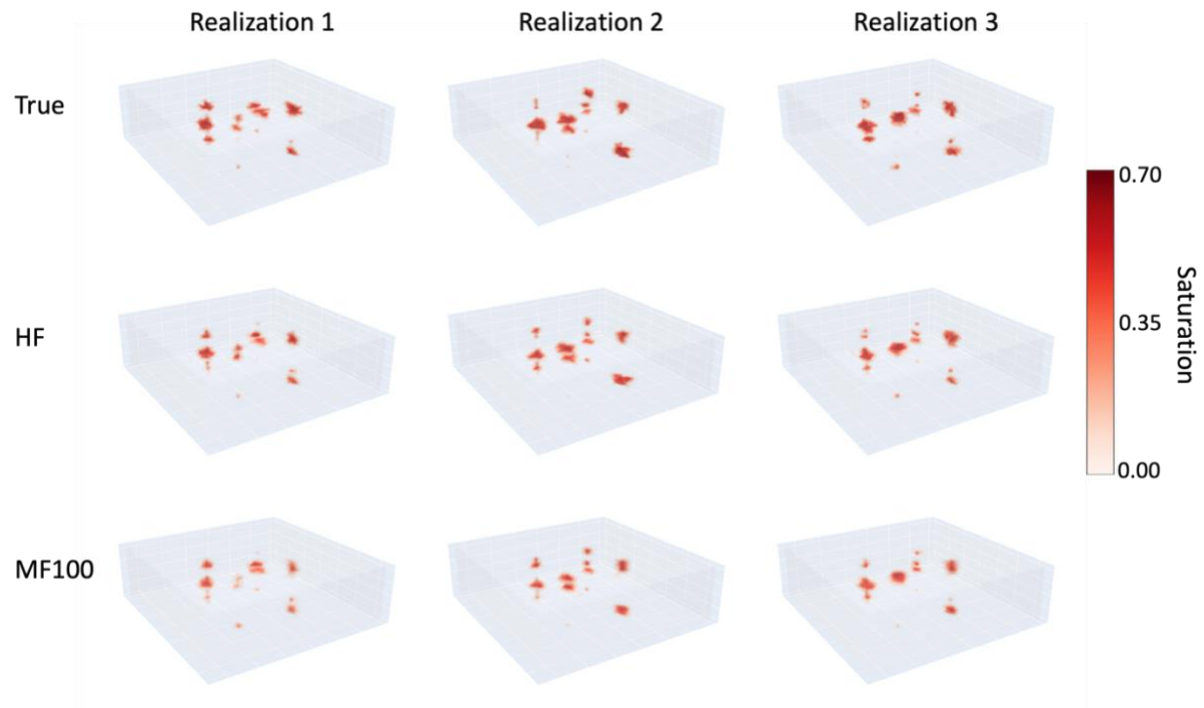 Realization 1
Realization 2
Realization 3
True
HF
MF100
0.70
0.35
0.00
Saturation